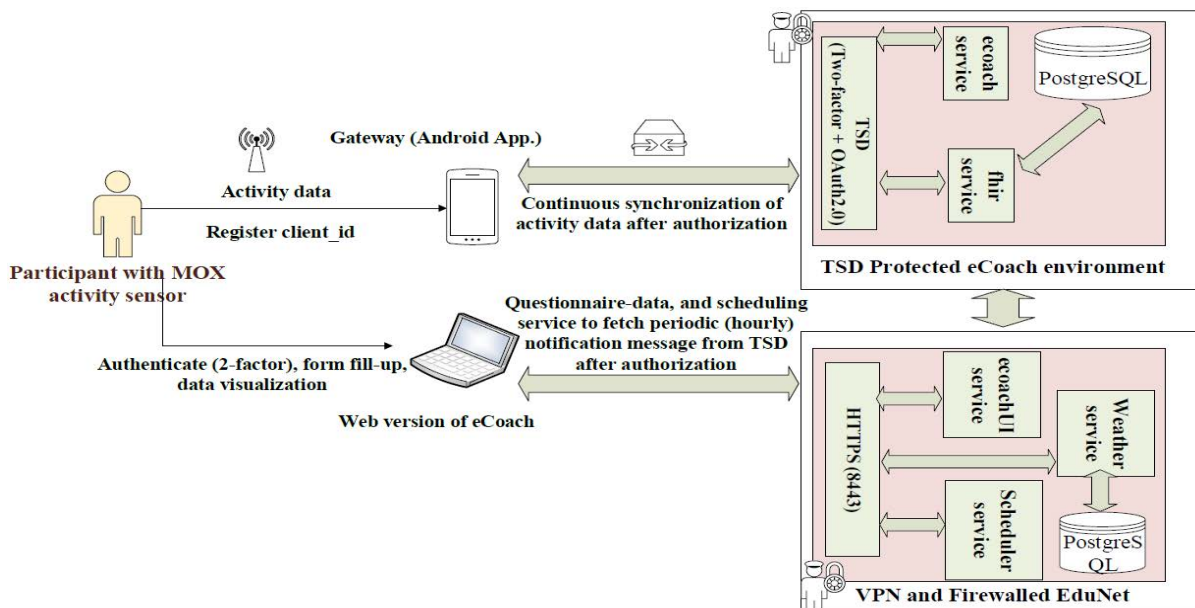 Gateway (Android App.)
Activity data
Register client_id
Participant with MOX
activity sensor
Continuous synchronization of
activity data after authorization
TSD
(Two-factor + OAuth2.0)
ecoach
service
PostgreSQL
fhir
service
TSD Protected eCoach environment
Authenticate (2-factor), form fill-up,
data visualization
Web version of eCoach
Questionnaire-data, and scheduling
service to fetch periodic (hourly)
notification message from TSD
after authorization
HTTPS (8443)
ecoachUI
service
Weather
service
Scheduler
service
PostgreS
QL
VPN and Firewalled EduNet